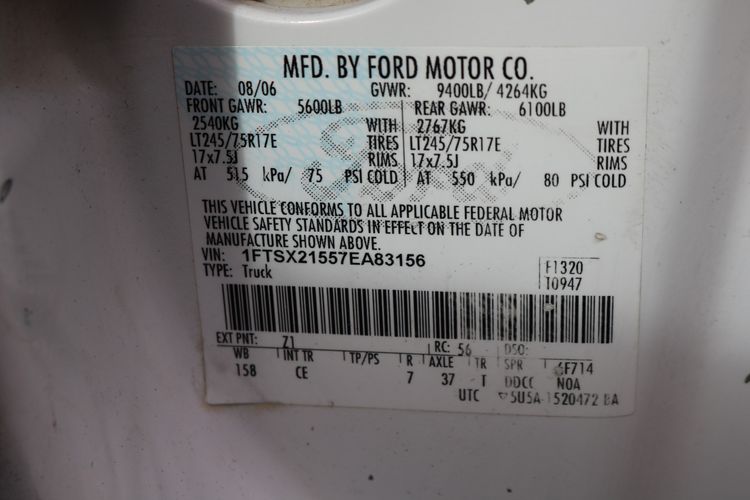 MFD. BY FORD MOTOR CO.
DATE: 08/06 GVWR: 9400LB/ 4264KG
FRONT GAWR: 5600LB REAR GAWR: 6100LB
2540KG WITH 2767KG WITH
LT245/75R17E TIRES LT245/75R17E TIRES
17x7.5J RIMS 17x7.5J RIMS
AT 515 kPa/ 75 PSI COLD AT 550 kPa/ 80 PSI COLD
THIS VEHICLE CONFORMS TO ALL APPLICABLE FEDERAL MOTOR
VEHICLE SAFETY STANDARDS IN EFFECT ON THE DATE OF
MANUFACTURE SHOWN ABOVE.
VIN: 1FTSX21557EA83156
TYPE: Truck
F1320
T0947
EXT PNT: Z1 RC: 56 DSO:
WB INT TR TP/PS R AXLE TR SPR 6F714
158 CE 7 37 T DDCC NOA
UTC 5U5A-1520472-BA